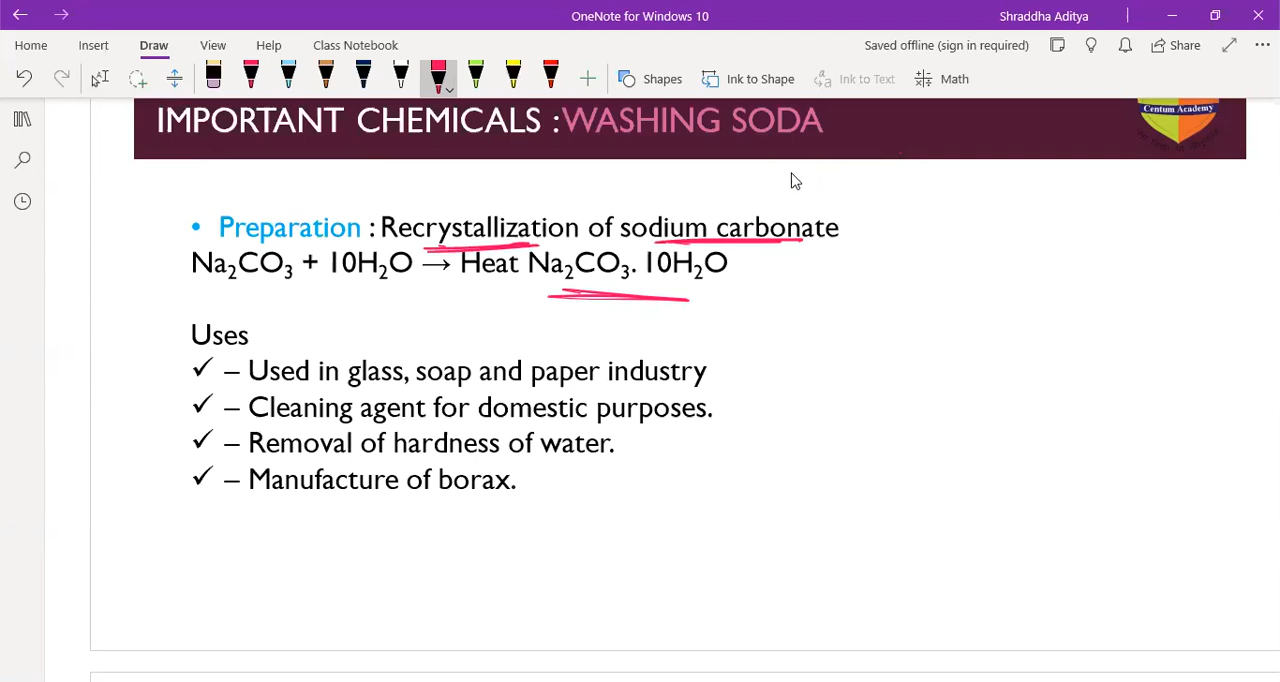 OneNote for Windows 10
Shraddha Aditya
Home Insert Draw View Help Class Notebook
Saved offline (sign in required) Share
Shapes Ink to Shape Ink to Text Math
Centum Academy
IMPORTANT CHEMICALS : WASHING SODA
• Preparation : Recrystallization of sodium carbonate
Na₂CO₃ + 10H₂O → Heat Na₂CO₃. 10H₂O
Uses
✓ – Used in glass, soap and paper industry
✓ – Cleaning agent for domestic purposes.
✓ – Removal of hardness of water.
✓ – Manufacture of borax.